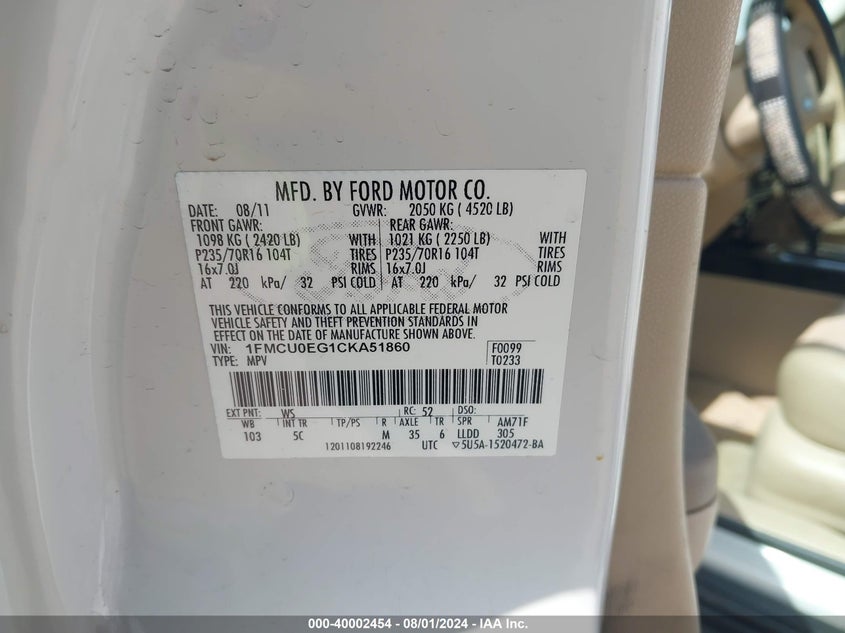 MFD. BY FORD MOTOR CO.
DATE: 08/11 GVWR: 2050 KG ( 4520 LB)
FRONT GAWR: REAR GAWR:
1098 KG ( 2420 LB) WITH 1021 KG ( 2250 LB) WITH
P235/70R16 104T TIRES P235/70R16 104T TIRES
16x7.0J RIMS 16x7.0J RIMS
AT 220 kPa/ 32 PSI COLD AT 220 kPa/ 32 PSI COLD
THIS VEHICLE CONFORMS TO ALL APPLICABLE FEDERAL MOTOR
VEHICLE SAFETY AND THEFT PREVENTION STANDARDS IN
EFFECT ON THE DATE OF MANUFACTURE SHOWN ABOVE.
VIN: 1FMCU0EG1CKA51860 F0099
TYPE: MPV T0233
EXT PNT: WS RC: 52 DSO:
WB INT TR TP/PS R AXLE TR SPR AM71F
103 5C M 35 6 LLDD 305
1201108192246 UTC ▽5U5A-1520472-BA
000-40002454 - 08/01/2024 - IAA Inc.